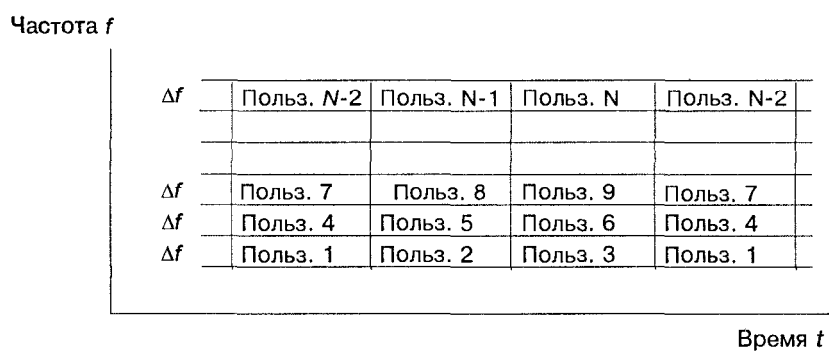 Частота f
Δf Польз. N-2 Польз. N-1 Польз. N Польз. N-2
Δf Польз. 7 Польз. 8 Польз. 9 Польз. 7
Δf Польз. 4 Польз. 5 Польз. 6 Польз. 4
Δf Польз. 1 Польз. 2 Польз. 3 Польз. 1
Время t